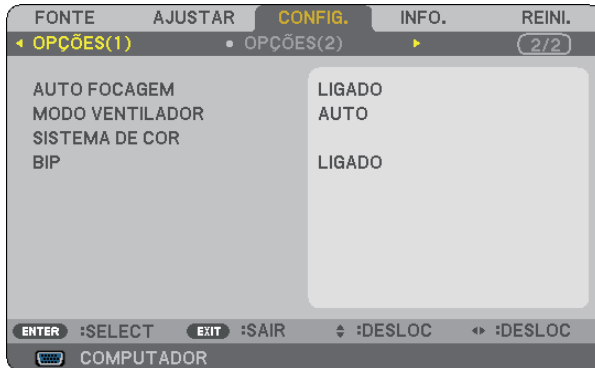 FONTE AJUSTAR CONFIG. INFO. REINI.
OPÇÕES(1) OPÇÕES(2) 2/2
AUTO FOCAGEM LIGADO
MODO VENTILADOR AUTO
SISTEMA DE COR
BIP LIGADO
ENTER :SELECT EXIT :SAIR :DESLOC :DESLOC
COMPUTADOR